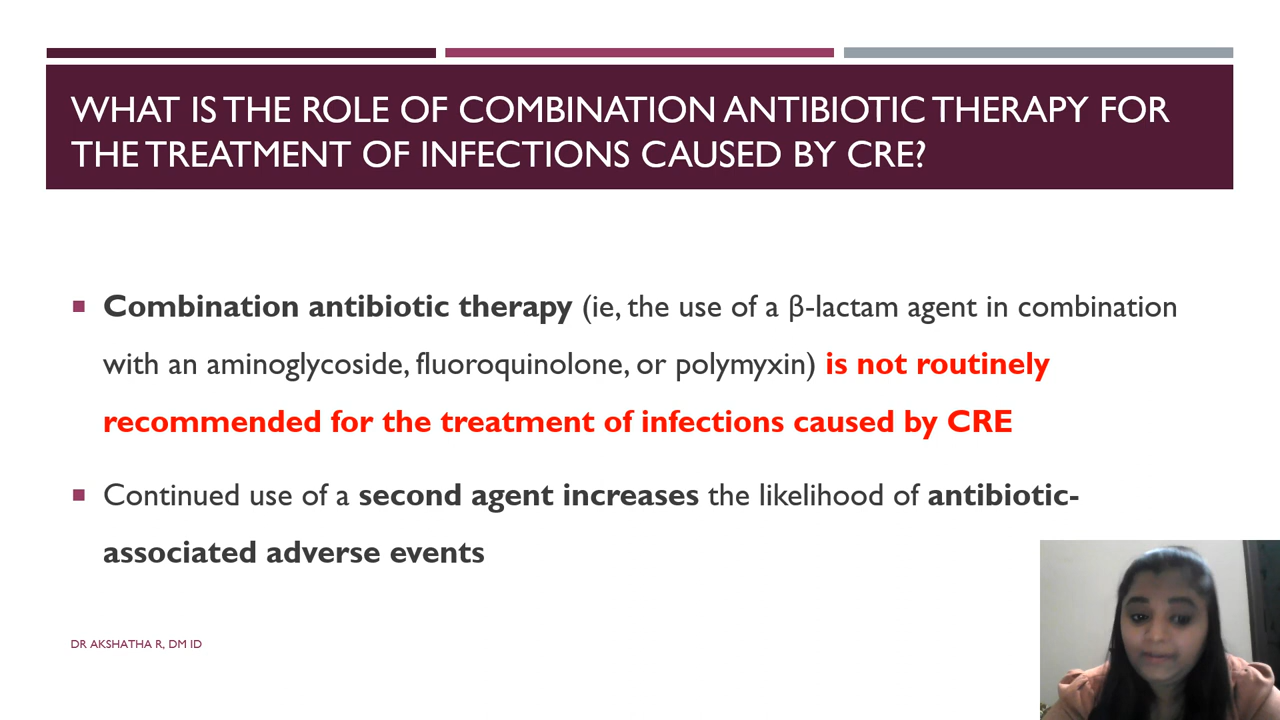 WHAT IS THE ROLE OF COMBINATION ANTIBIOTIC THERAPY FOR
THE TREATMENT OF INFECTIONS CAUSED BY CRE?
Combination antibiotic therapy (ie, the use of a β-lactam agent in combination
with an aminoglycoside, fluoroquinolone, or polymyxin) is not routinely
recommended for the treatment of infections caused by CRE
Continued use of a second agent increases the likelihood of antibiotic-
associated adverse events
DR AKSHATHA R, DM ID